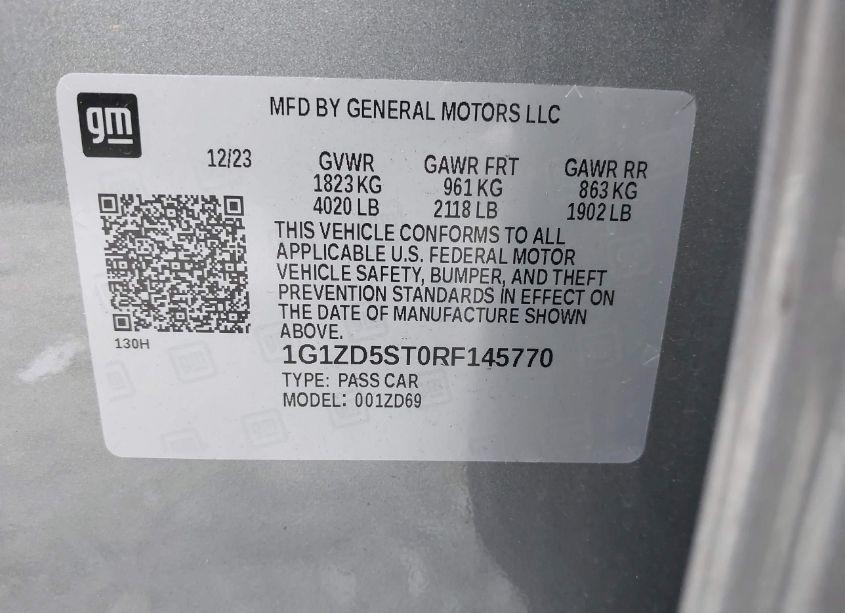 gm
MFD BY GENERAL MOTORS LLC
12/23 GVWR GAWR FRT GAWR RR
1823 KG 961 KG 863 KG
4020 LB 2118 LB 1902 LB
THIS VEHICLE CONFORMS TO ALL
APPLICABLE U.S. FEDERAL MOTOR
VEHICLE SAFETY, BUMPER, AND THEFT
PREVENTION STANDARDS IN EFFECT ON
THE DATE OF MANUFACTURE SHOWN
ABOVE.
130H
1G1ZD5ST0RF145770
TYPE: PASS CAR
MODEL: 001ZD69